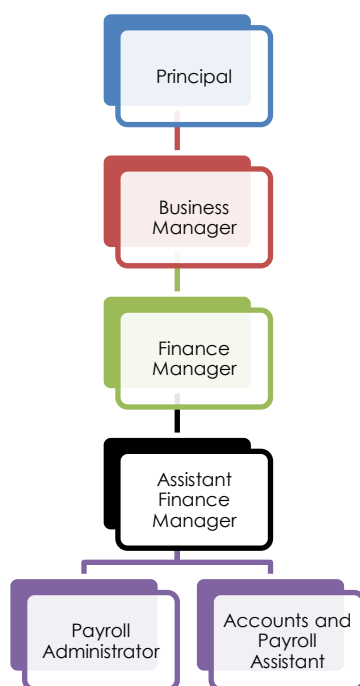 Principal
Business
Manager
Finance
Manager
Assistant
Finance
Manager
Payroll
Administrator
Accounts and
Payroll
Assistant